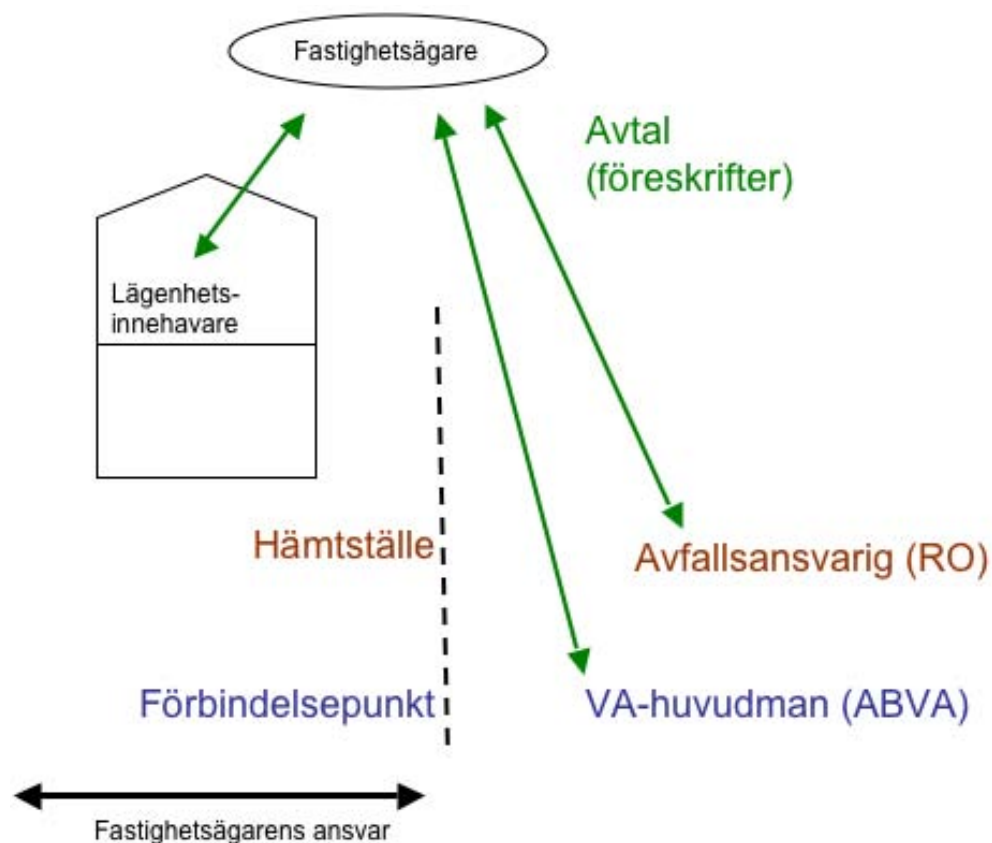 Fastighetsägare
Avtal
(föreskrifter)
Lägenhets-
innehavare
Hämtställe
Avfallsansvarig (RO)
Förbindelsepunkt
VA-huvudman (ABVA)
Fastighetsägarens ansvar